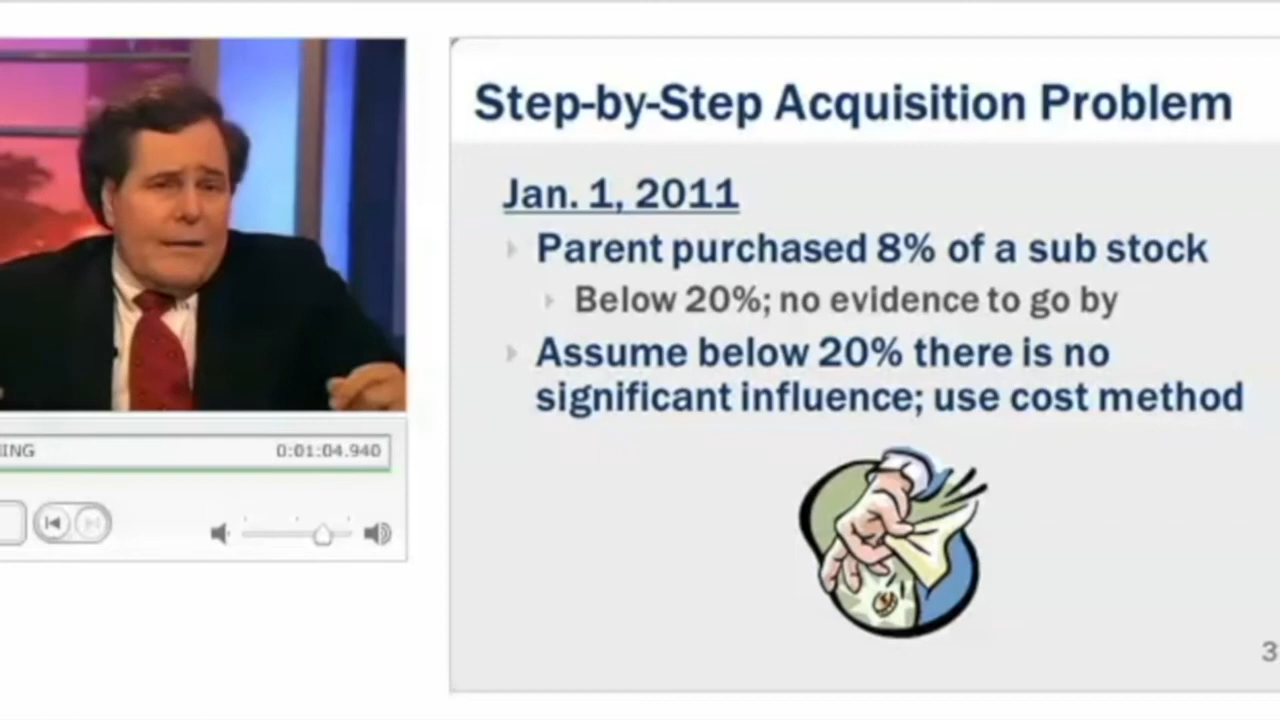 Step-by-Step Acquisition Problem
Jan. 1, 2011
Parent purchased 8% of a sub stock
Below 20%; no evidence to go by
Assume below 20% there is no
significant influence; use cost method
ING
0:01:04.940
3